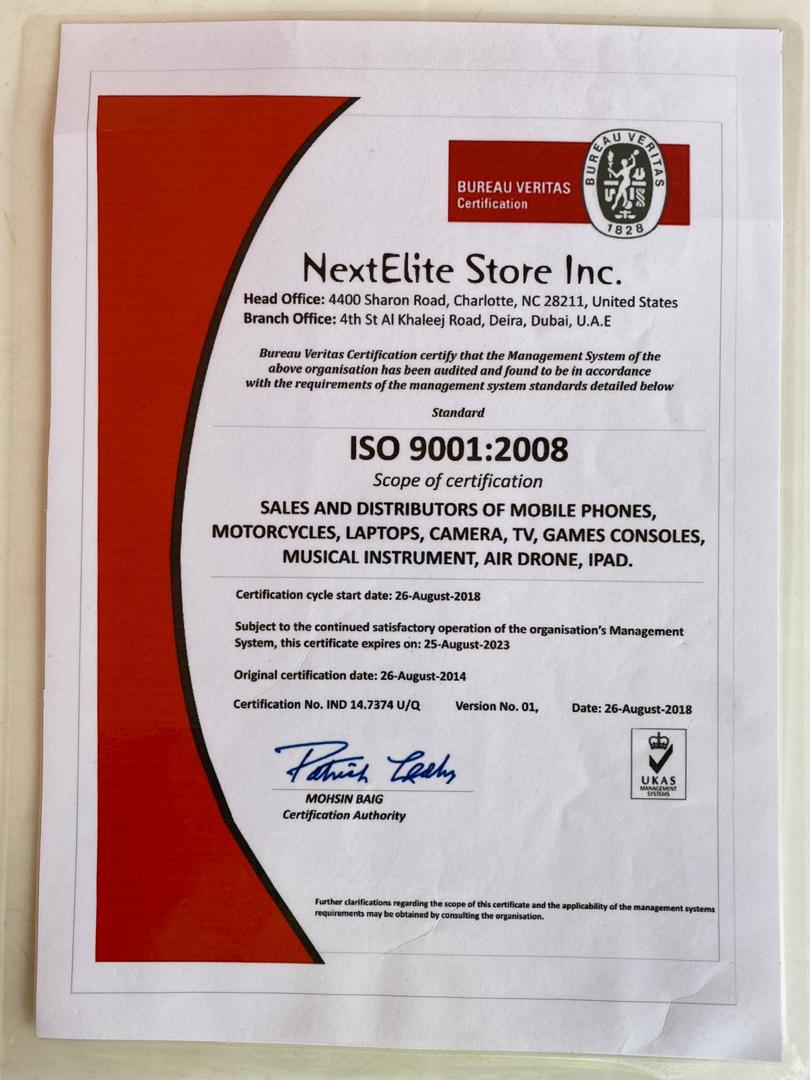 BUREAU VERITAS
Certification
BUREAU VERITAS
1828
NextElite Store Inc.
Head Office: 4400 Sharon Road, Charlotte, NC 28211, United States
Branch Office: 4th St Al Khaleej Road, Deira, Dubai, U.A.E
Bureau Veritas Certification certify that the Management System of the
above organisation has been audited and found to be in accordance
with the requirements of the management system standards detailed below
Standard
ISO 9001:2008
Scope of certification
SALES AND DISTRIBUTORS OF MOBILE PHONES,
MOTORCYCLES, LAPTOPS, CAMERA, TV, GAMES CONSOLES,
MUSICAL INSTRUMENT, AIR DRONE, IPAD.
Certification cycle start date: 26-August-2018
Subject to the continued satisfactory operation of the organisation's Management
System, this certificate expires on: 25-August-2023
Original certification date: 26-August-2014
Certification No. IND 14.7374 U/Q Version No. 01, Date: 26-August-2018
Patrick
MOHSIN BAIG
Certification Authority
UKAS
MANAGEMENT
SYSTEMS
Further clarifications regarding the scope of this certificate and the applicability of the management systems
requirements may be obtained by consulting the organisation.